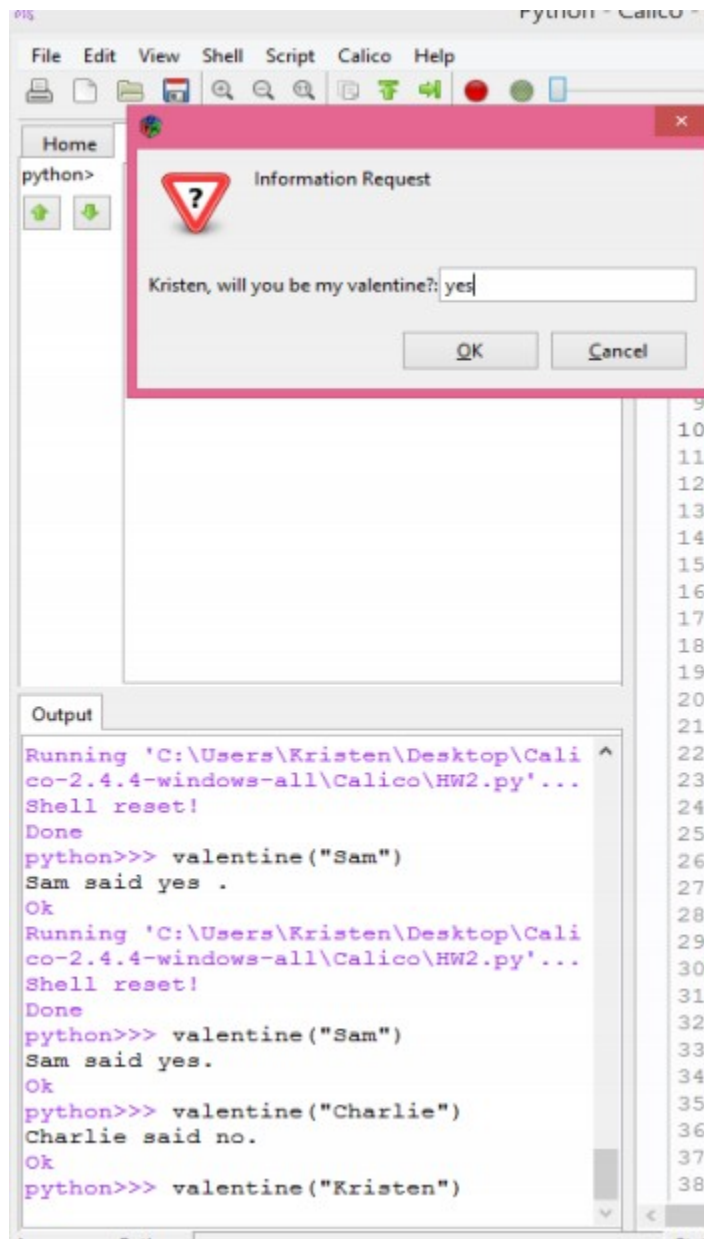 Python - Calico -
File Edit View Shell Script Calico Help
Home
python>
?
Information Request
Kristen, will you be my valentine?: yes
OK Cancel
9
10
11
12
13
14
15
16
17
18
19
20
21
22
23
24
25
26
27
28
29
30
31
32
33
34
35
36
37
38
Output
Running 'C:\Users\Kristen\Desktop\Cali
co-2.4.4-windows-all\Calico\HW2.py'...
Shell reset!
Done
python>>> valentine("Sam")
Sam said yes .
Ok
Running 'C:\Users\Kristen\Desktop\Cali
co-2.4.4-windows-all\Calico\HW2.py'...
Shell reset!
Done
python>>> valentine("Sam")
Sam said yes.
Ok
python>>> valentine("Charlie")
Charlie said no.
Ok
python>>> valentine("Kristen")